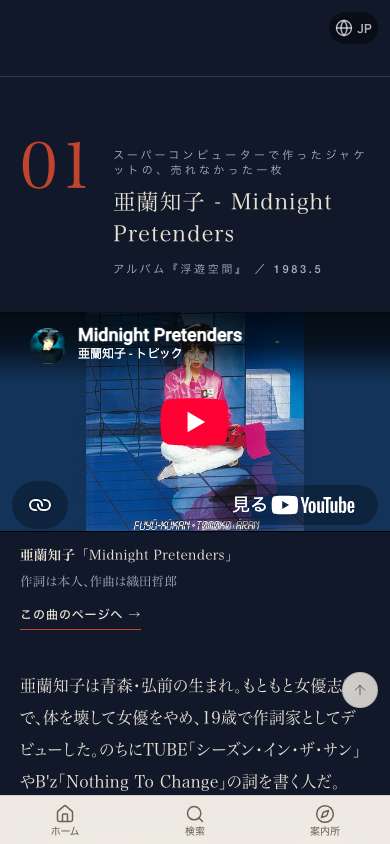 JP
01
スーパーコンピューターで作ったジャケ
ットの、売れなかった一枚
亜蘭知子 - Midnight
Pretenders
アルバム『浮遊空間』 ／ 1983.5
Midnight Pretenders
亜蘭知子 - トピック
見る YouTube
FUYÜ-KÜKAN • TOMOKO ARAN
亜蘭知子「Midnight Pretenders」
作詞は本人、作曲は織田哲郎
この曲のページへ →
亜蘭知子は青森・弘前の生まれ。もともと女優志
で、体を壊して女優をやめ、19歳で作詞家としてデ
ビューした。のちにTUBE「シーズン・イン・ザ・サン」
やB'z「Nothing To Change」の詞を書く人だ。
ホーム
検索
案内所